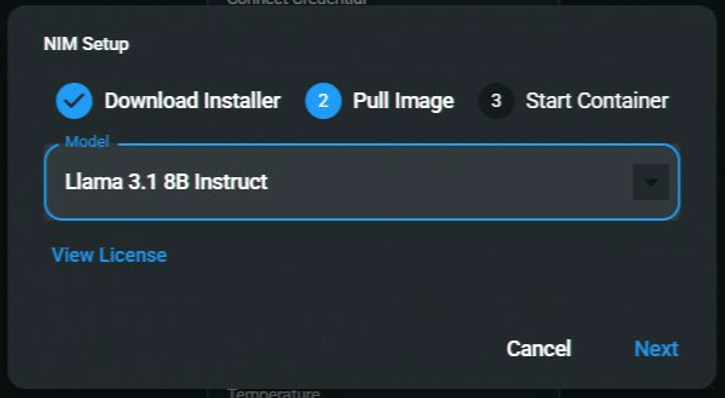 Connect Credential
NIM Setup
Download Installer 2 Pull Image 3 Start Container
Model
Llama 3.1 8B Instruct
View License
Cancel Next
Temperature